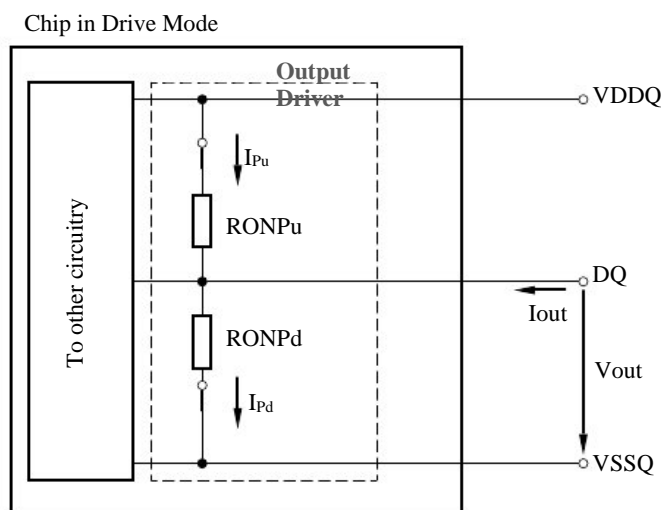 Chip in Drive Mode
Output
Driver
VDDQ
IPu
RONPu
To other circuitry
DQ
Iout
RONPd
Vout
IPd
VSSQ